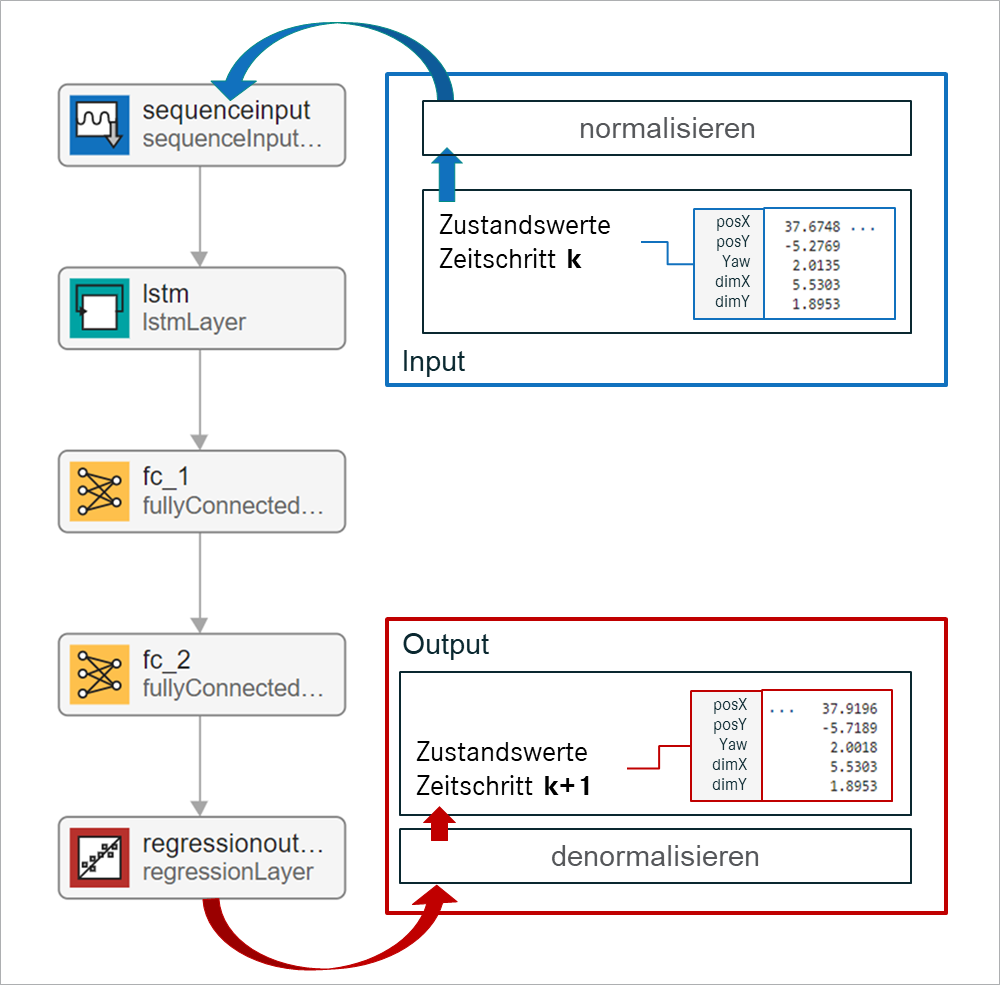 sequenceinput
sequenceInput...
lstm
lstmLayer
fc_1
fullyConnected...
fc_2
fullyConnected...
regressionout...
regressionLayer
normalisieren
Zustandswerte
Zeitschritt k
posX 37.6748 ...
posY -5.2769
Yaw 2.0135
dimX 5.5303
dimY 1.8953
Input
Output
Zustandswerte
Zeitschritt k+1
posX ... 37.9196
posY -5.7189
Yaw 2.0018
dimX 5.5303
dimY 1.8953
denormalisieren